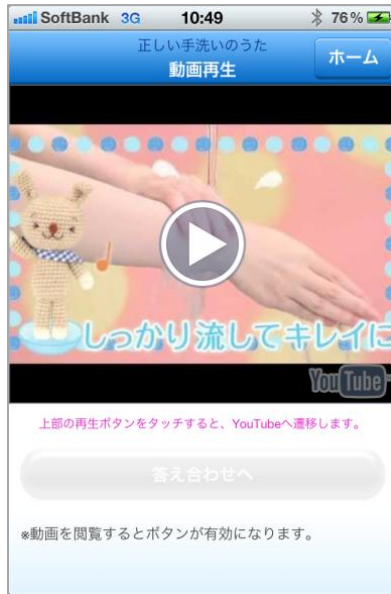 SoftBank 3G 10:49 76%
正しい手洗いのうた
動画再生
ホーム
しっかり流してキレイに
YouTube
上部の再生ボタンをタッチすると、YouTubeへ遷移します。
答え合わせへ
※動画を閲覧するとボタンが有効になります。